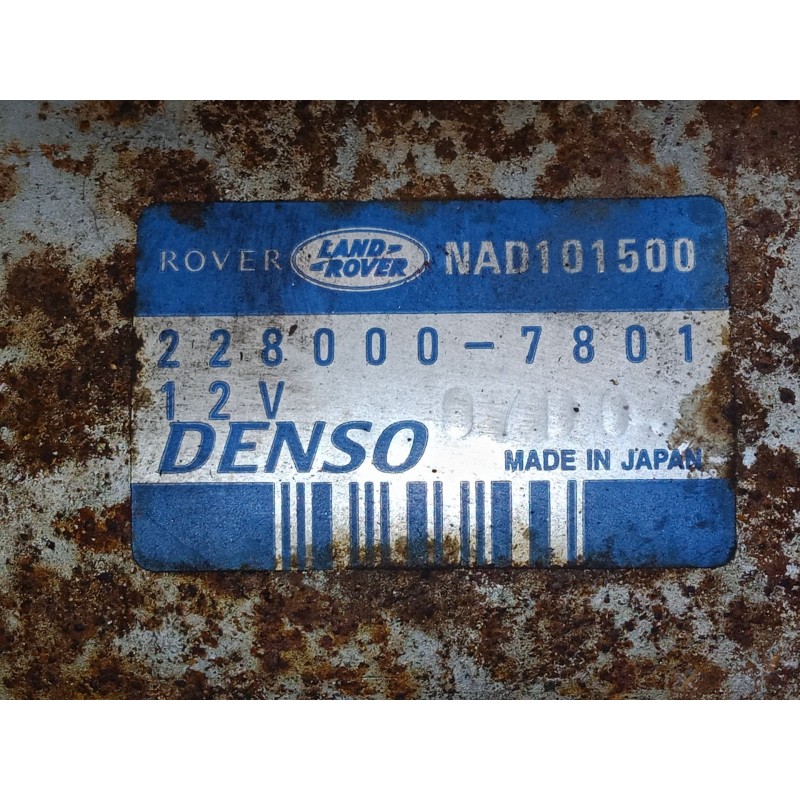 ROVER LAND-ROVER NAD101500
228000-7801
12V
DENSO MADE IN JAPAN